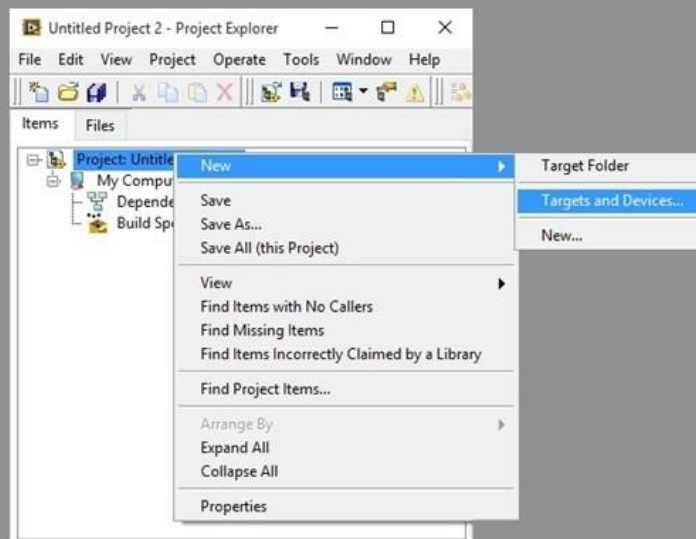 Untitled Project 2 - Project Explorer
File Edit View Project Operate Tools Window Help
Items Files
Project: Untitle
My Compu
Depende
Build Sp
New
Save
Save As...
Save All (this Project)
View
Find Items with No Callers
Find Missing Items
Find Items Incorrectly Claimed by a Library
Find Project Items...
Arrange By
Expand All
Collapse All
Properties
Target Folder
Targets and Devices...
New...